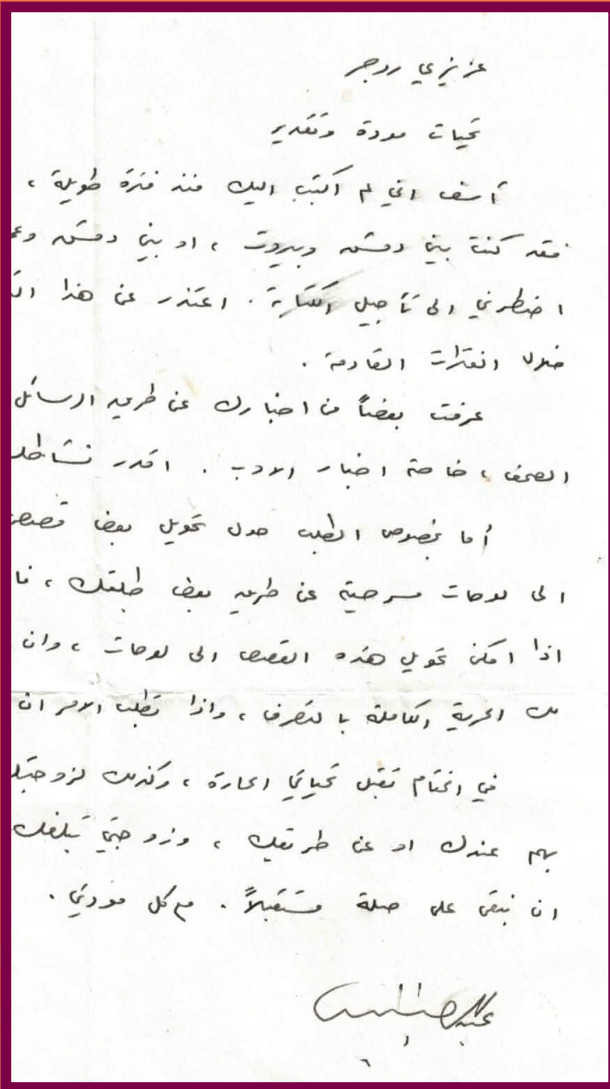 عزيزي روجر
تحيات مودة وتقدير
آسف اني لم اكتب اليك منذ فترة طويلة ،
فقد كنت بين دمشق وبيروت ، او بين دمشق
اضطرني الى تأجيل الكتابة . اعتذر عن هذا
خلال الفترات القادمة .
عرفت بعضاً من اخبارك عن طريق الرسائل
الصحف ، خاصة اخبار الادب . اقدر
أما بخصوص الطلب حول تحويل بعض
الى لوحات مسرحية عن طريق بعض طلبتك ،
اذا امكن تحويل هذه القصص الى لوحات ، وان
لك الحرية الكاملة بالتصرف ، واذا تطلب الامر ان
في الختام تقبل تحياتي الحارة ، وكذلك
بهم عندك او عن طريقك ، وزوجتي تبلغك
ان نبقى على صلة مستقبلاً . مع كل مودتي .